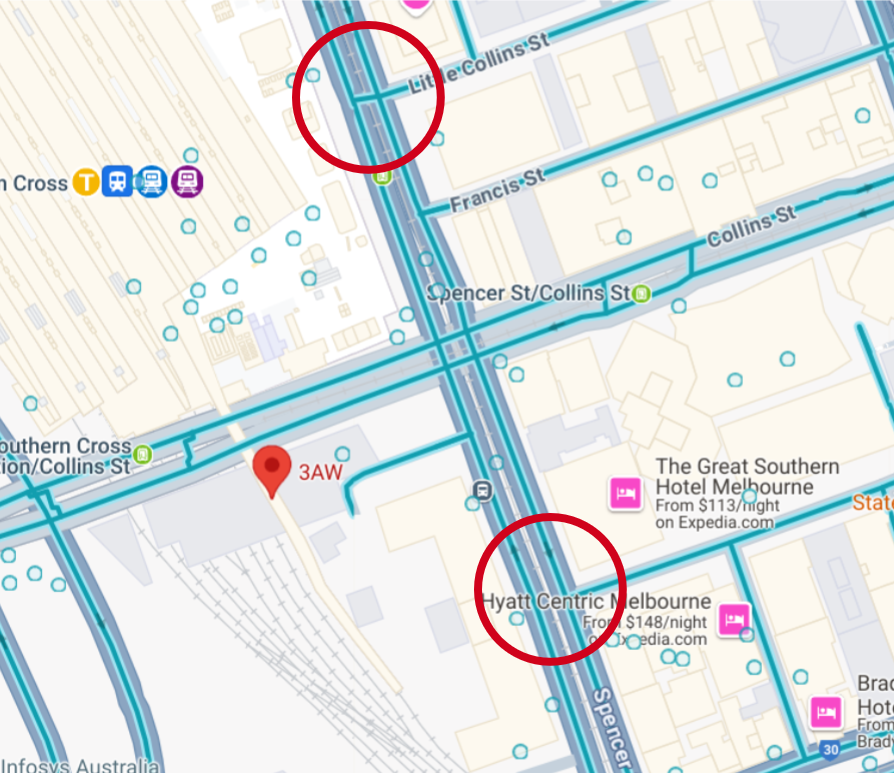 Little Collins St
n Cross
T
Francis St
Collins St
Spencer St/Collins St
outhern Cross
ion/Collins St
3AW
The Great Southern
Hotel Melbourne
From $113/night
on Expedia.com
State
Hyatt Centric Melbourne
From $148/night
on Expedia.com
Spencer
Brad
Hote
From
Brady
30
Infosys Australia